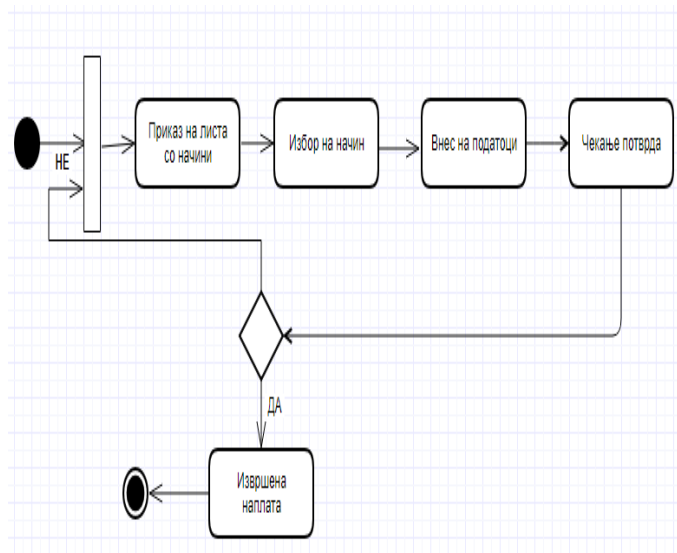 Приказ на листа
со начини
Избор на начин
Внес на податоци
Чекање потврда
НЕ
ДА
Извршена
наплата